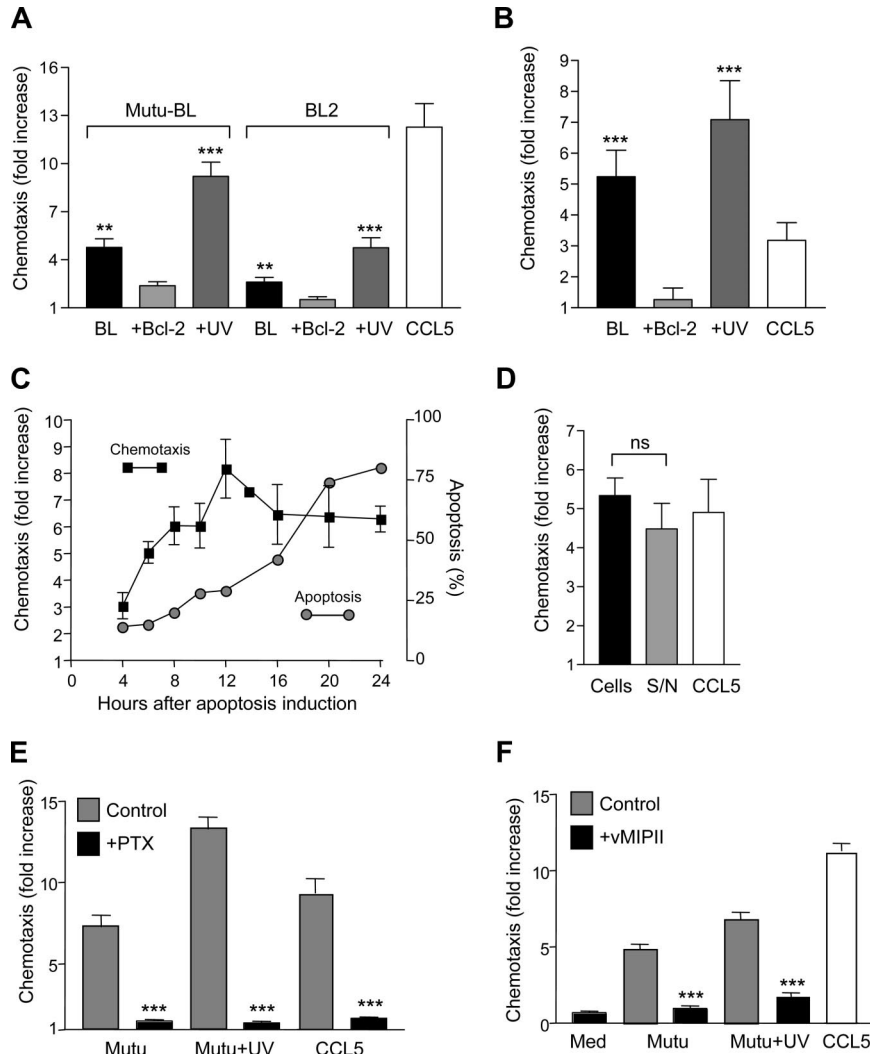 A
Chemotaxis (fold increase)
16
13
10
7
4
1
Mutu-BL
BL2
**
***
**
***
BL +Bcl-2 +UV BL +Bcl-2 +UV CCL5
B
Chemotaxis (fold increase)
9
8
7
6
5
4
3
2
1
***
***
BL +Bcl-2 +UV CCL5
C
Chemotaxis (fold increase)
10
9
8
7
6
5
4
3
2
1
Chemotaxis
Apoptosis
100
75
50
25
0
Apoptosis (%)
0 4 8 12 16 20 24
Hours after apoptosis induction
D
Chemotaxis (fold increase)
7
6
5
4
5
7
1
ns
Cells S/N CCL5
E
Chemotaxis (fold increase)
15
10
5
1
Control
+PTX
***
***
***
Mutu Mutu+UV CCL5
F
Chemotaxis (fold increase)
15
10
5
0
Control
+vMIPII
***
***
Med Mutu Mutu+UV CCL5